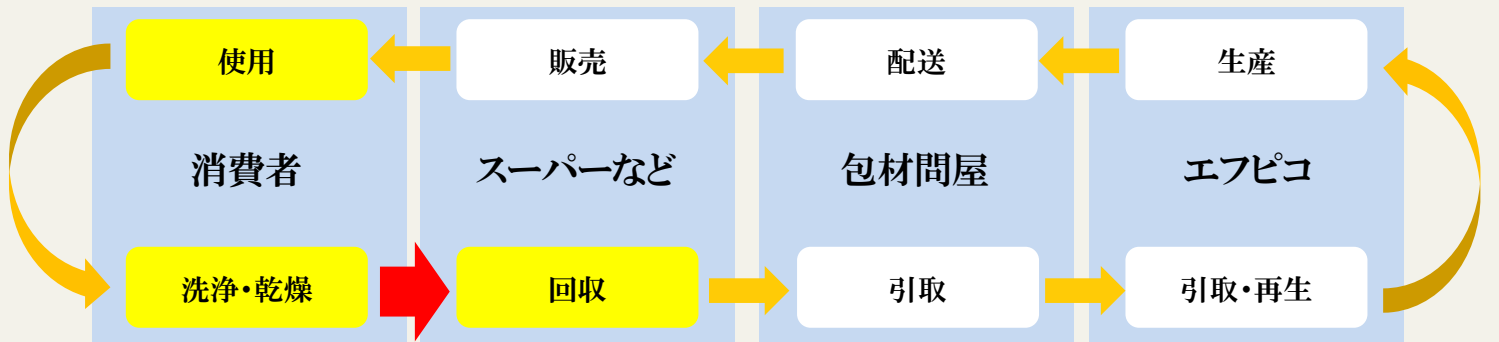 使用
販売
配送
生産
消費者
スーパーなど
包材問屋
エフピコ
洗浄・乾燥
回収
引取
引取・再生